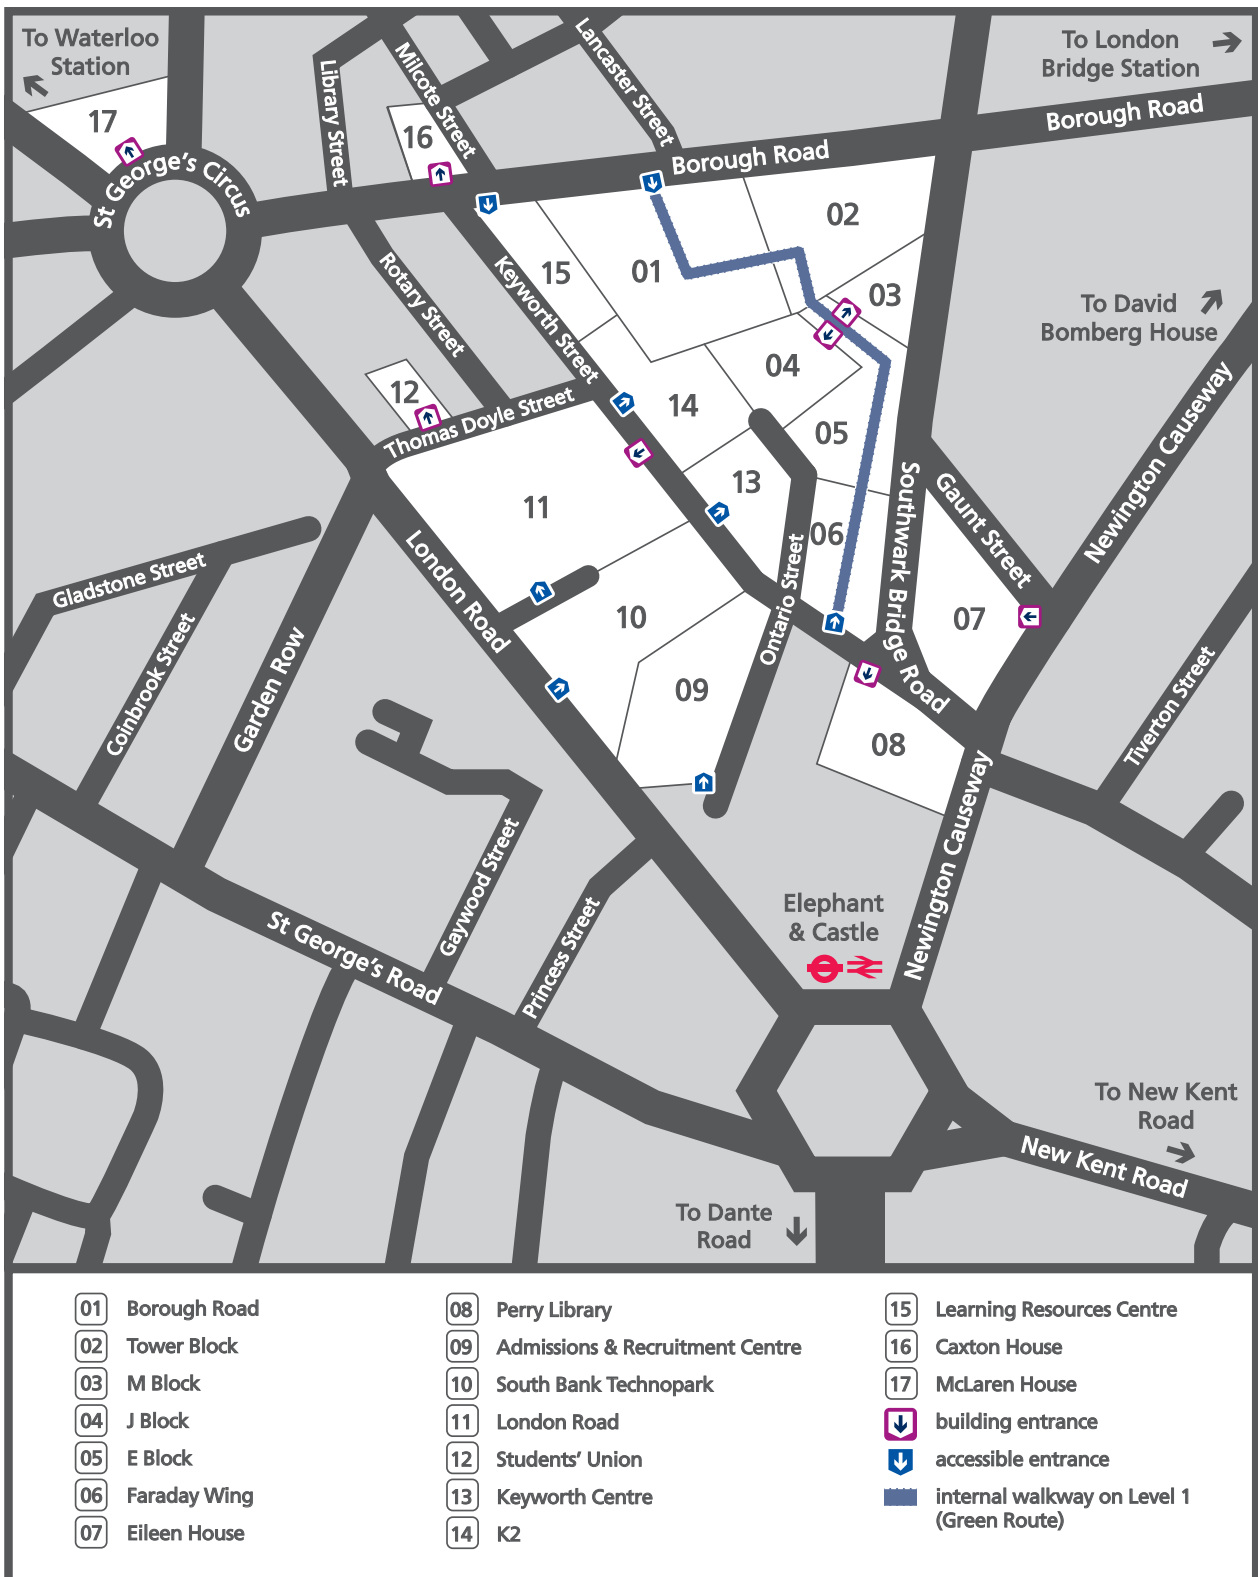 To Waterloo
Station
To London
Bridge Station
Library Street
Milcote Street
Lancaster Street
Borough Road
Borough Road
17
16
St George's Circus
02
15
01
03
Rotary Street
Keyworth Street
To David
Bomberg House
04
12
14
Thomas Doyle Street
05
13
11
Southwark Bridge Road
Gaunt Street
Newington Causeway
06
Gladstone Street
London Road
Ontario Street
10
07
Coinbrook Street
Garden Row
09
08
Tiverton Street
Newington Causeway
Gaywood Street
Princess Street
Elephant
& Castle
St George's Road
To New Kent
Road
New Kent Road
To Dante
Road
01 Borough Road
02 Tower Block
03 M Block
04 J Block
05 E Block
06 Faraday Wing
07 Eileen House
08 Perry Library
09 Admissions & Recruitment Centre
10 South Bank Technopark
11 London Road
12 Students' Union
13 Keyworth Centre
14 K2
15 Learning Resources Centre
16 Caxton House
17 McLaren House
building entrance
accessible entrance
internal walkway on Level 1
(Green Route)